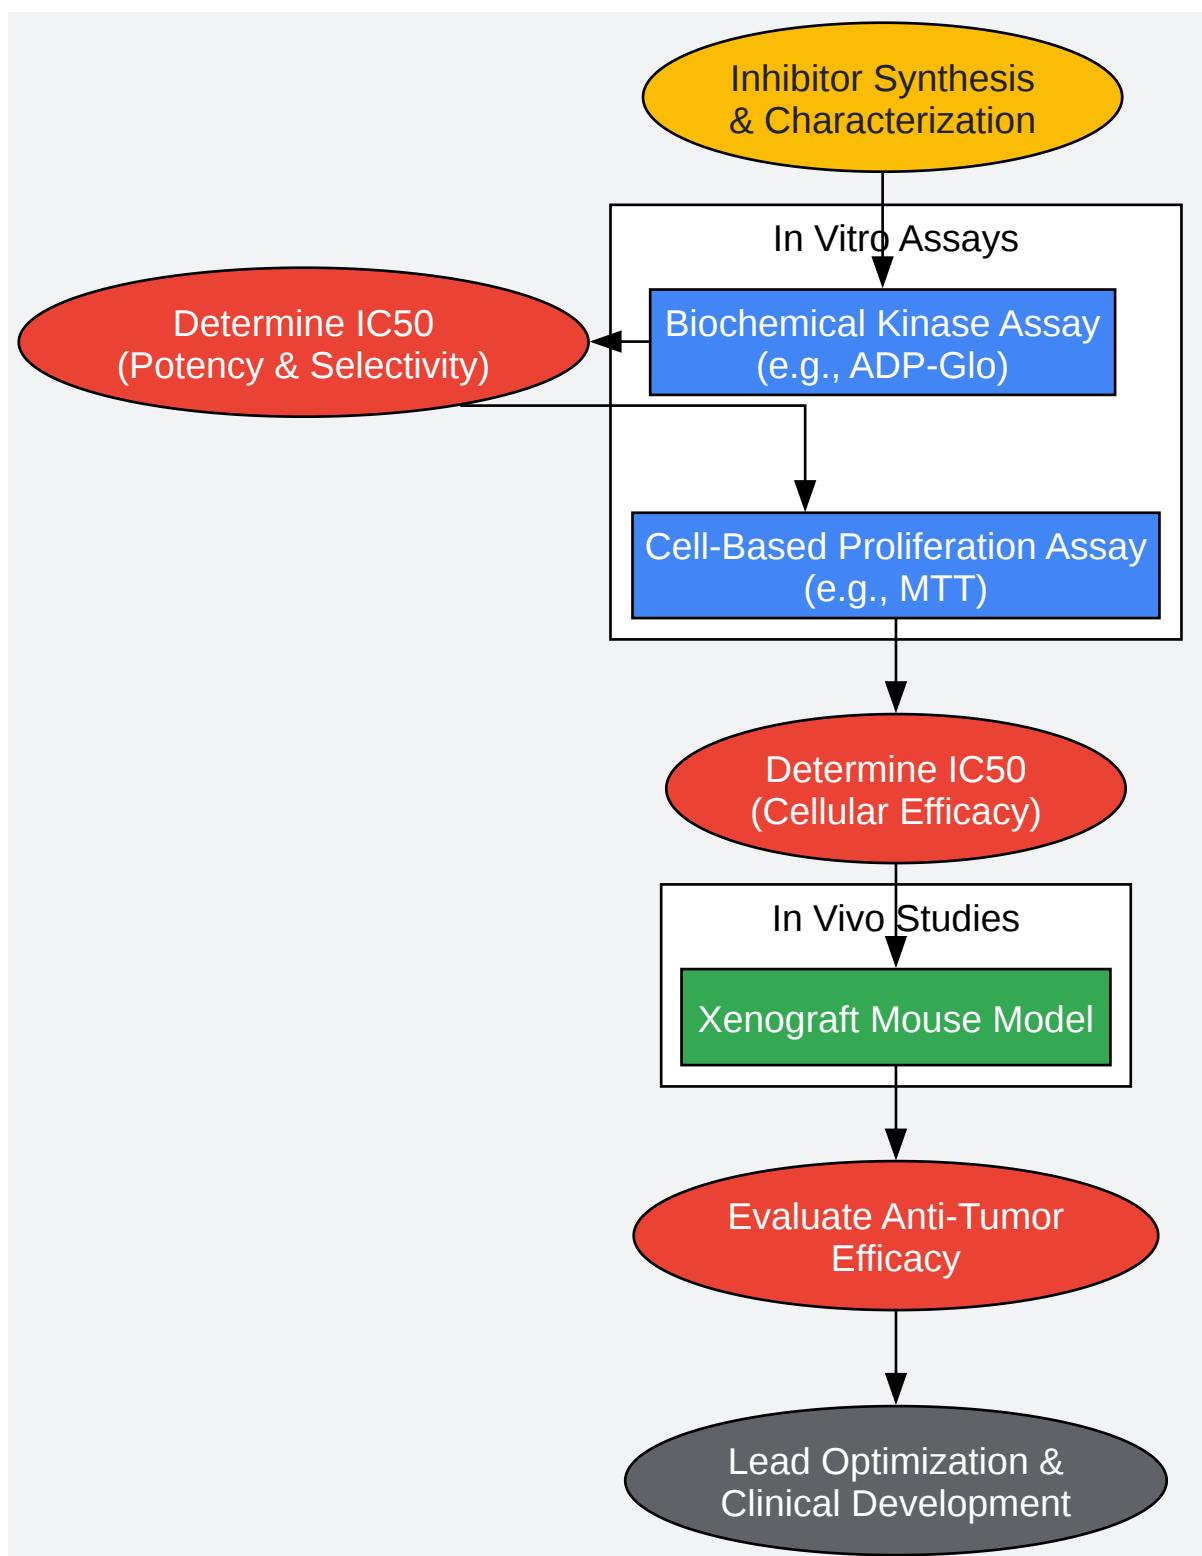 Inhibitor Synthesis
& Characterization
In Vitro Assays
Biochemical Kinase Assay
(e.g., ADP-Glo)
Determine IC50
(Potency & Selectivity)
Cell-Based Proliferation Assay
(e.g., MTT)
Determine IC50
(Cellular Efficacy)
In Vivo Studies
Xenograft Mouse Model
Evaluate Anti-Tumor
Efficacy
Lead Optimization &
Clinical Development